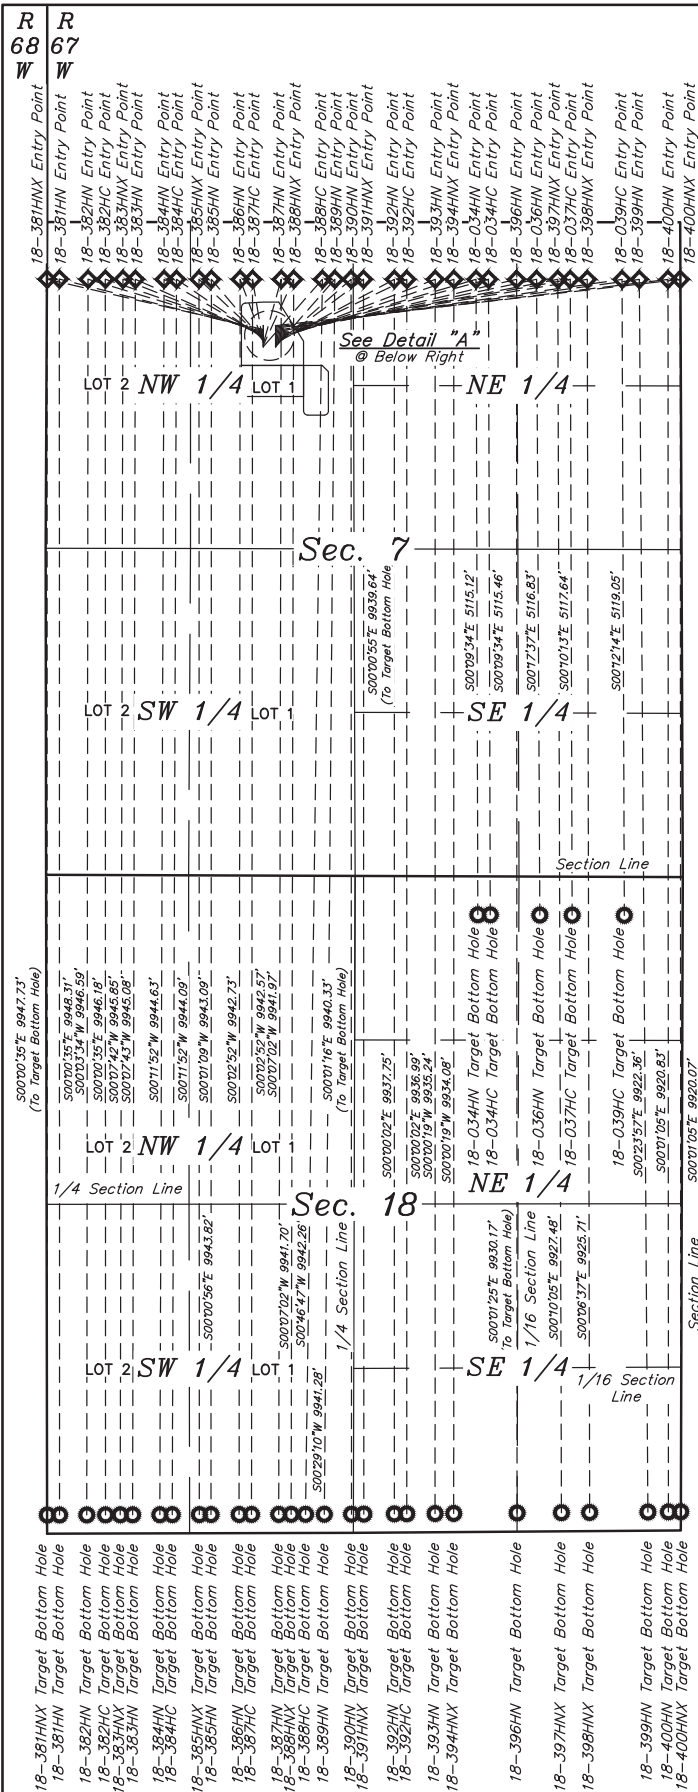 R R
68 67
W W
18-381HNX Entry Point
18-381HN Entry Point
18-382HN Entry Point
18-382HC Entry Point
18-383HNX Entry Point
18-383HN Entry Point
18-384HN Entry Point
18-384HC Entry Point
18-385HNX Entry Point
18-385HN Entry Point
18-386HN Entry Point
18-387HC Entry Point
18-387HN Entry Point
18-388HNX Entry Point
18-388HC Entry Point
18-389HN Entry Point
18-390HN Entry Point
18-391HNX Entry Point
18-392HN Entry Point
18-392HC Entry Point
18-393HN Entry Point
18-394HNX Entry Point
18-034HN Entry Point
18-034HC Entry Point
18-396HN Entry Point
18-036HN Entry Point
18-397HNX Entry Point
18-037HC Entry Point
18-398HNX Entry Point
18-039HC Entry Point
18-399HN Entry Point
18-400HN Entry Point
18-400HNX Entry Point
See Detail "A"
@ Below Right
LOT 2 NW 1/4 LOT 1
NE 1/4
Sec. 7
S00°00'55"E 9939.64'
(To Target Bottom Hole)
S00°09'34"E 5115.12'
S00°09'34"E 5115.46'
S00°17'37"E 5116.83'
S00°10'13"E 5117.64'
S00°12'14"E 5119.05'
LOT 2 SW 1/4 LOT 1
SE 1/4
Section Line
S00°00'35"E 9947.73'
(To Target Bottom Hole)
S00°00'35"E 9948.31'
S00°03'34"W 9946.59'
S00°00'35"E 9946.18'
S00°07'42"W 9945.85'
S00°07'43"W 9945.08'
S00°11'52"W 9944.63'
S00°11'52"W 9944.09'
S00°01'09"W 9943.09'
S00°02'52"W 9942.73'
S00°02'52"W 9942.57'
S00°07'02"W 9941.97'
S00°01'16"E 9940.33'
(To Target Bottom Hole)
S00°00'02"E 9937.75'
S00°00'02"E 9936.99'
S00°00'19"W 9935.24'
S00°00'19"W 9934.08'
18-034HN Target Bottom Hole
18-034HC Target Bottom Hole
18-036HN Target Bottom Hole
18-037HC Target Bottom Hole
18-039HC Target Bottom Hole
S00°23'57"E 9922.36'
S00°01'05"E 9920.83'
S00°01'05"E 9920.07'
LOT 2 NW 1/4 LOT 1
NE 1/4
1/4 Section Line
Sec. 18
S00°00'56"E 9943.82'
S00°07'02"W 9941.70'
S00°46'47"W 9942.26'
1/4 Section Line
S00°01'25"E 9930.17'
(To Target Bottom Hole)
1/16 Section Line
S00°10'05"E 9927.48'
S00°06'37"E 9925.71'
Section Line
LOT 2 SW 1/4 LOT 1
SE 1/4
1/16 Section
Line
S00°29'10"W 9941.28'
18-381HNX Target Bottom Hole
18-381HN Target Bottom Hole
18-382HN Target Bottom Hole
18-382HC Target Bottom Hole
18-383HNX Target Bottom Hole
18-383HN Target Bottom Hole
18-384HN Target Bottom Hole
18-384HC Target Bottom Hole
18-385HNX Target Bottom Hole
18-385HN Target Bottom Hole
18-386HN Target Bottom Hole
18-387HC Target Bottom Hole
18-387HN Target Bottom Hole
18-388HNX Target Bottom Hole
18-388HC Target Bottom Hole
18-389HN Target Bottom Hole
18-390HN Target Bottom Hole
18-391HNX Target Bottom Hole
18-392HN Target Bottom Hole
18-392HC Target Bottom Hole
18-393HN Target Bottom Hole
18-394HNX Target Bottom Hole
18-396HN Target Bottom Hole
18-397HNX Target Bottom Hole
18-398HNX Target Bottom Hole
18-399HN Target Bottom Hole
18-400HN Target Bottom Hole
18-400HNX Target Bottom Hole